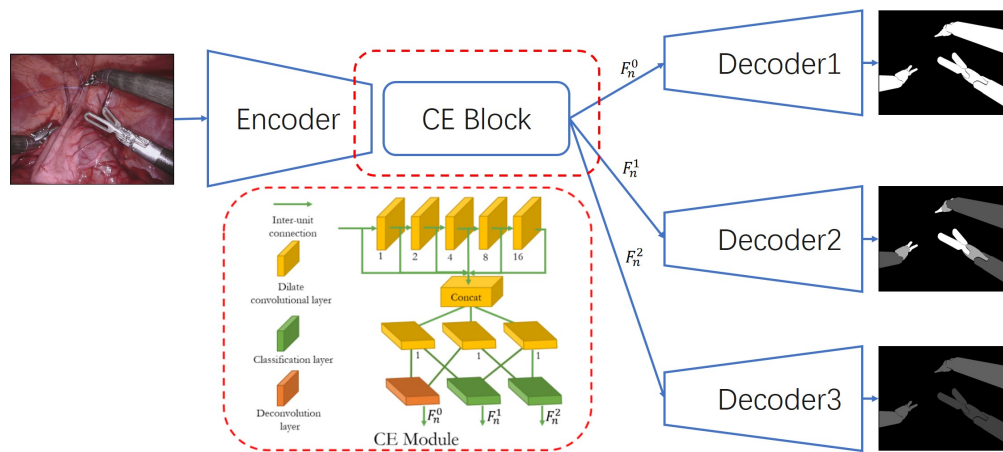 Encoder
CE Block
Decoder1
Decoder2
Decoder3
$F_n^0$
$F_n^1$
$F_n^2$
Inter-unit
connection
Dilate
convolutional layer
Classification layer
Deconvolution
layer
1 2 4 8 16
Concat
1 1 1
$F_n^0$ $F_n^1$ $F_n^2$
CE Module